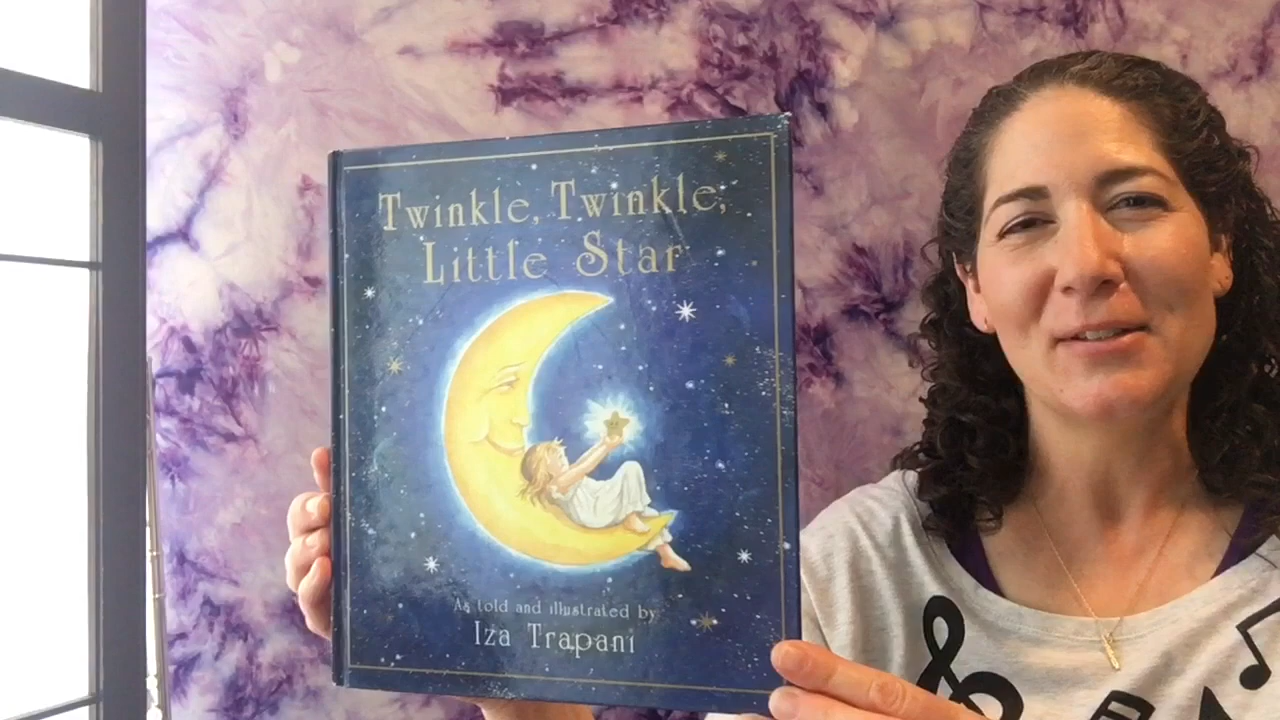 Twinkle, Twinkle,
Little Star
As told and illustrated by
Iza Trapani